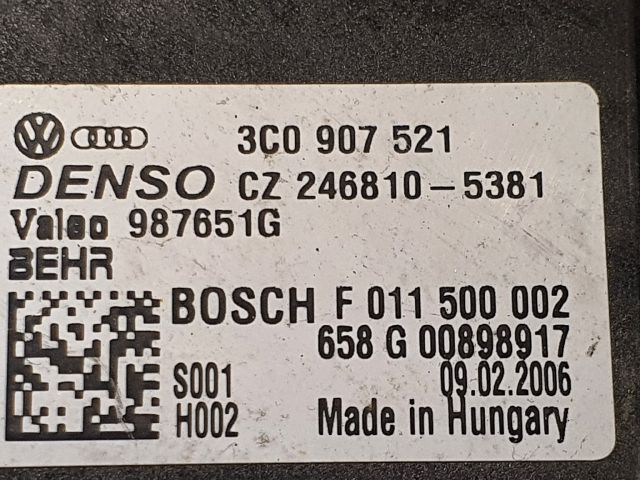 3C0 907 521
DENSO CZ 246810-5381
Valeo 987651G
BEHR
BOSCH F 011 500 002
658 G 00898917
S001 09.02.2006
H002 Made in Hungary